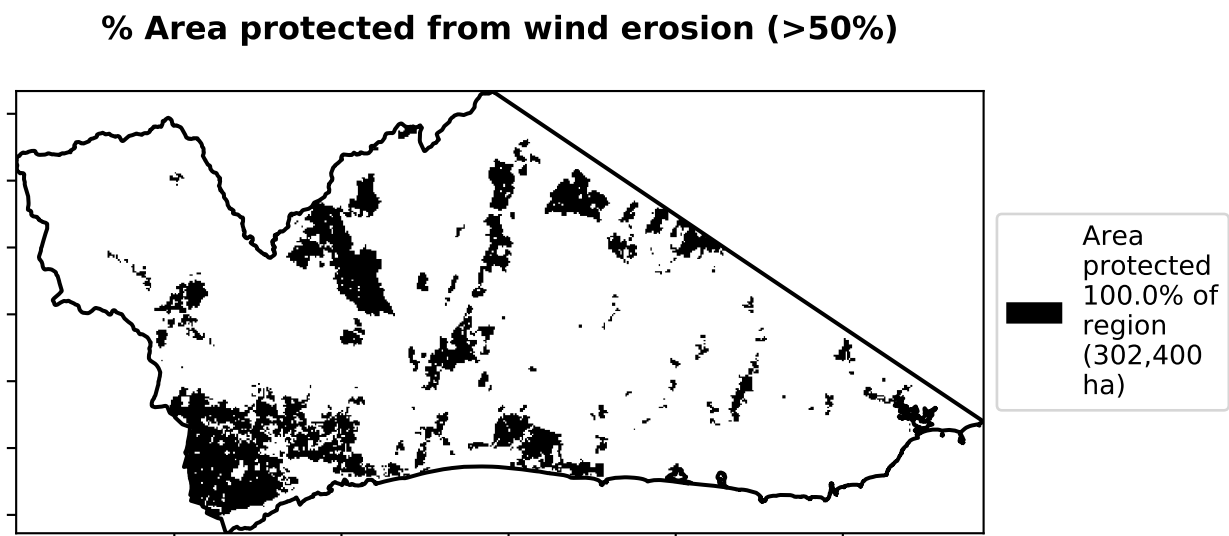 % Area protected from wind erosion (>50%)
Area
protected
100.0% of
region
(302,400
ha)